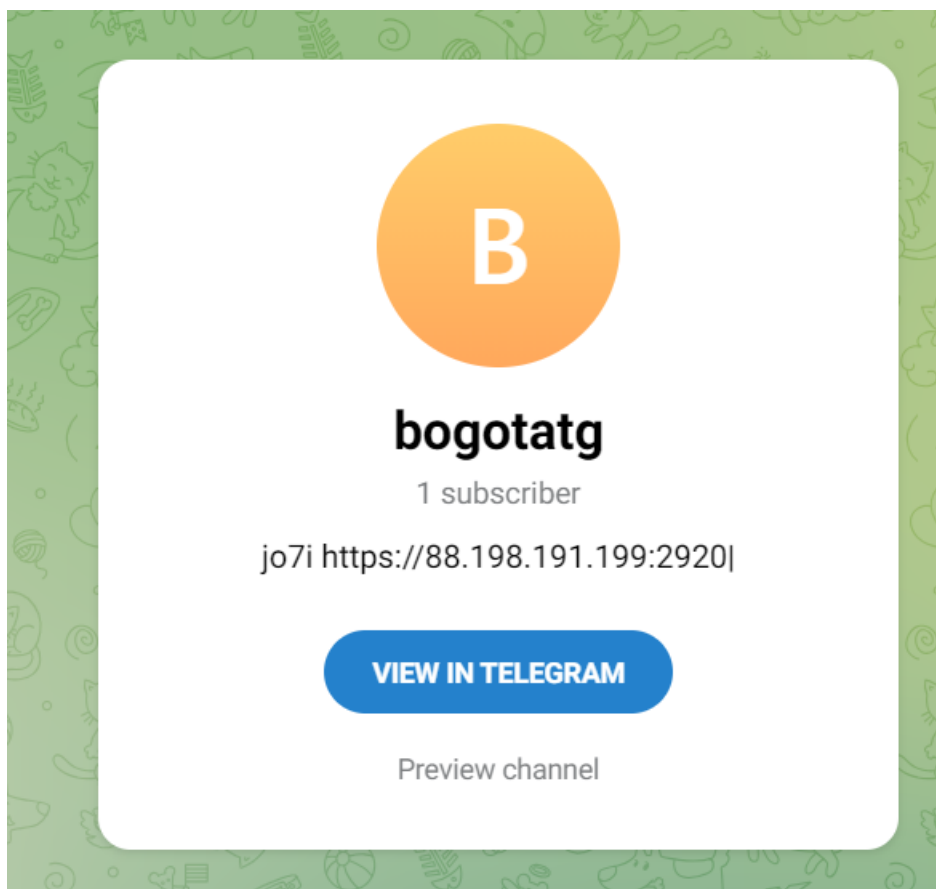 B
bogotatg
1 subscriber
jo7i https://88.198.191.199:2920|
VIEW IN TELEGRAM
Preview channel